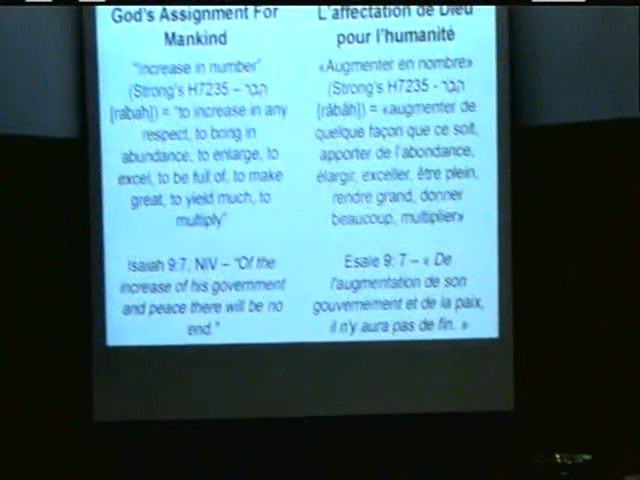 God's Assignment For
Mankind
"Increase in number"
(Strong's H7235 – רבה
[rabah]) = "to increase in any
respect, to bring in
abundance, to enlarge, to
excel, to be full of, to make
great, to yield much, to
multiply"
Isaiah 9:7, NIV – "Of the
increase of his government
and peace there will be no
end."
L'affectation de Dieu
pour l'humanité
«Augmenter en nombre»
(Strong's H7235 - רבה
[râbâh]) = «augmenter de
quelque façon que ce soit,
apporter de l'abondance,
élargir, exceller, être plein,
rendre grand, donner
beaucoup, multiplier»
Esaïe 9: 7 – « De
l'augmentation de son
gouvernement et de la paix,
il n'y aura pas de fin. »